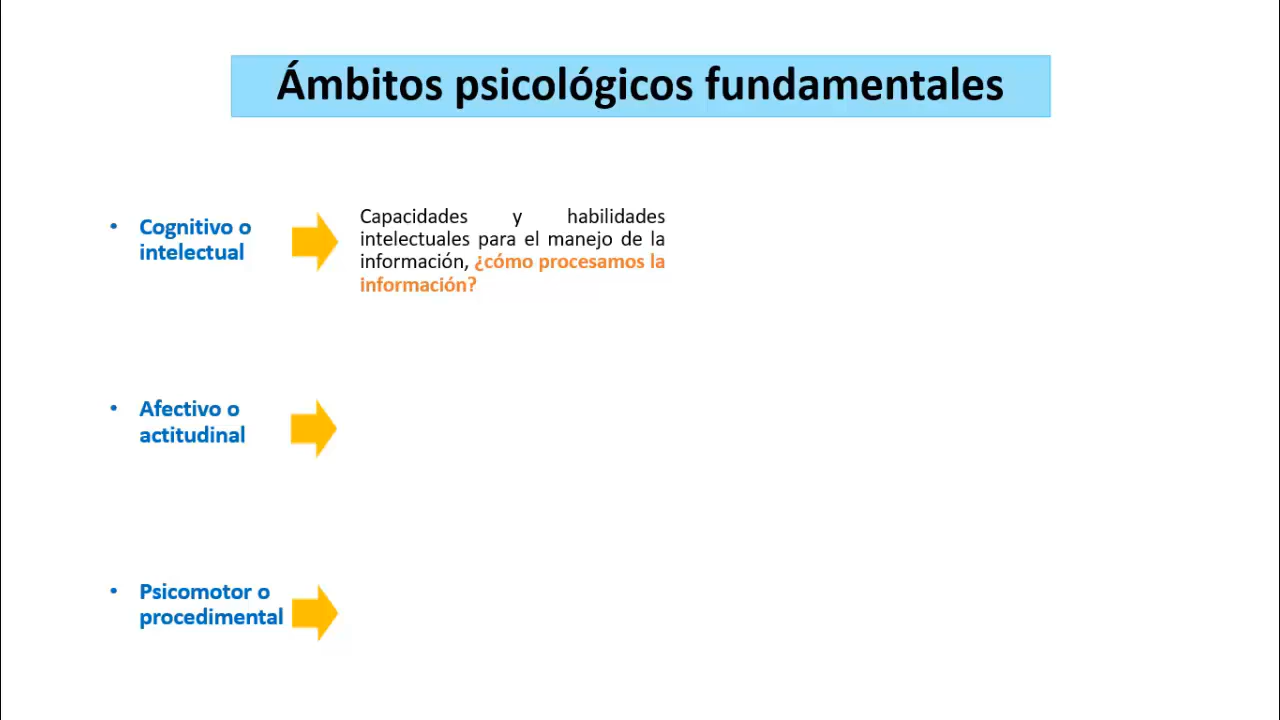 Ámbitos psicológicos fundamentales
• Cognitivo o
intelectual
Capacidades y habilidades
intelectuales para el manejo de la
información, ¿cómo procesamos la
información?
• Afectivo o
actitudinal
• Psicomotor o
procedimental